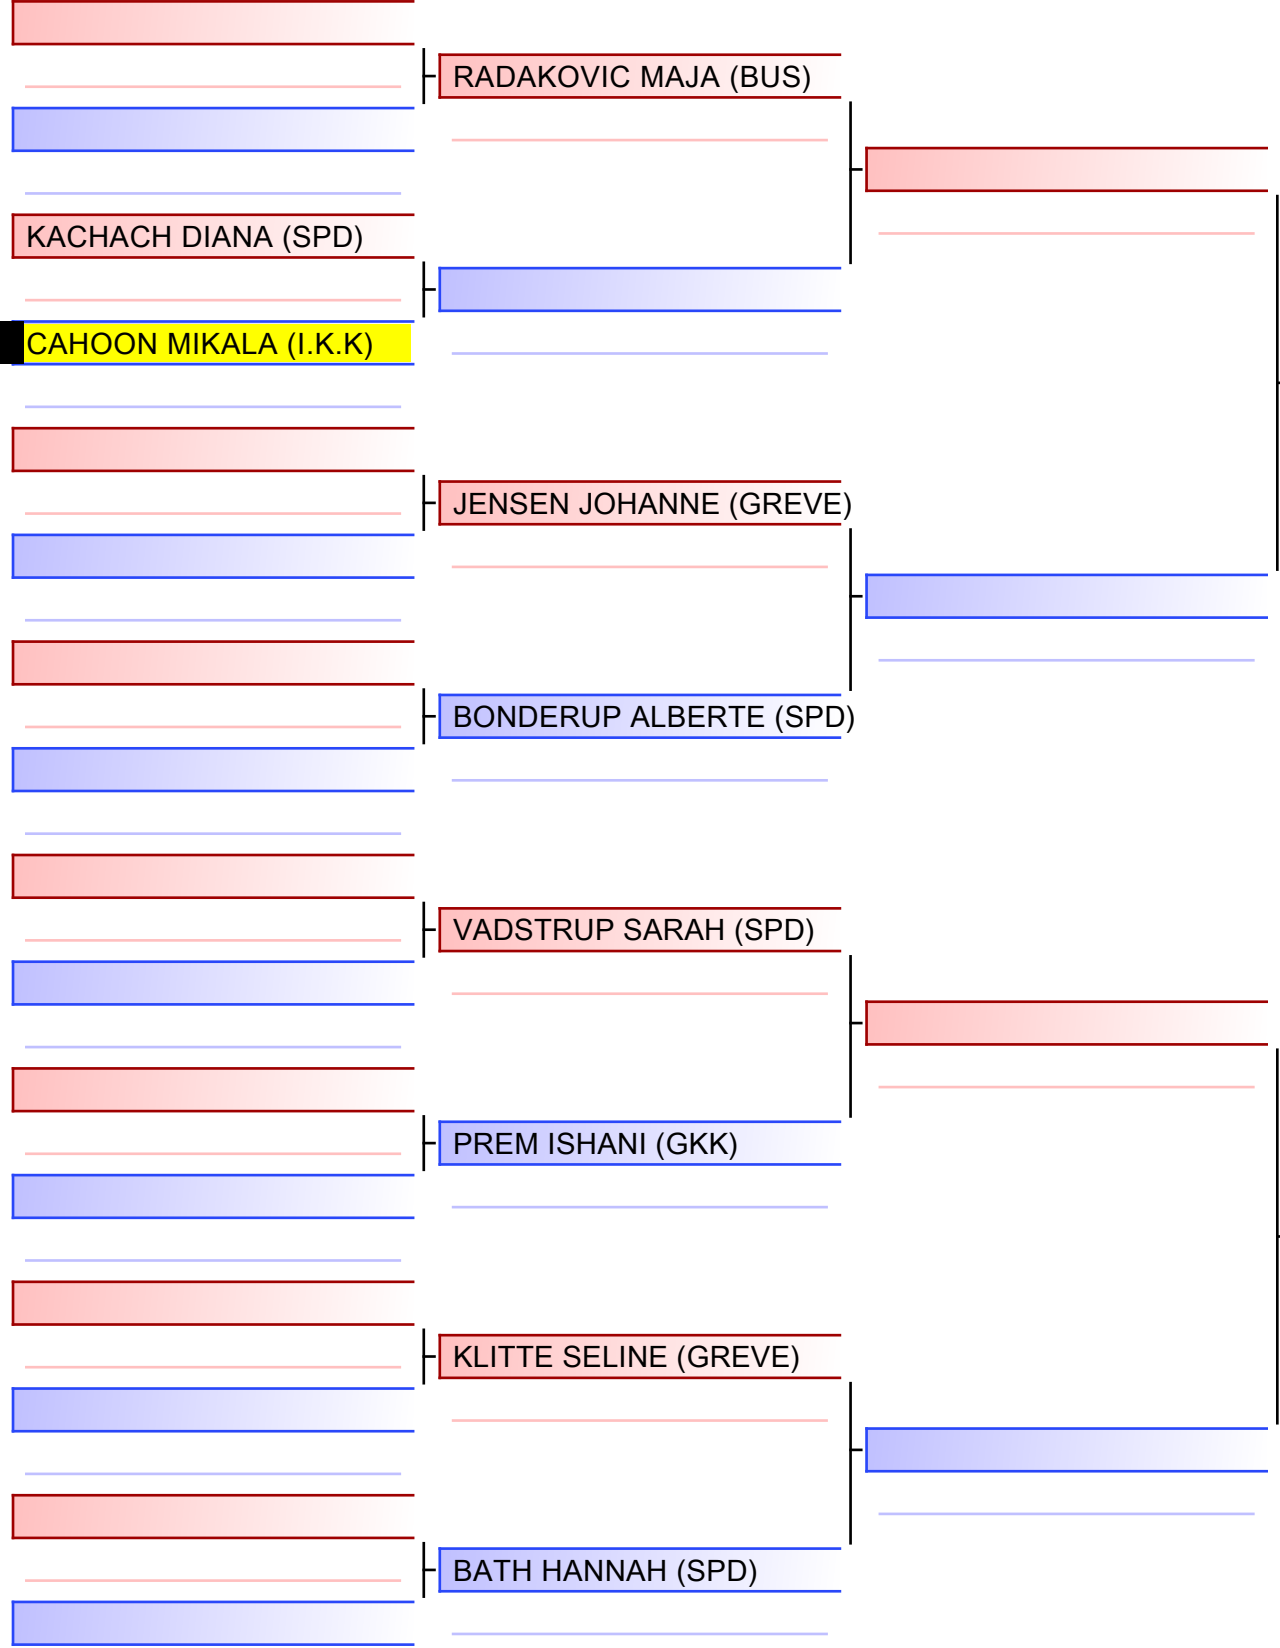 RADAKOVIC MAJA (BUS)
KACHACH DIANA (SPD)
CAHOON MIKALA (I.K.K)
JENSEN JOHANNE (GREVE)
BONDERUP ALBERTE (SPD)
VADSTRUP SARAH (SPD)
PREM ISHANI (GKK)
KLITTE SELINE (GREVE)
BATH HANNAH (SPD)